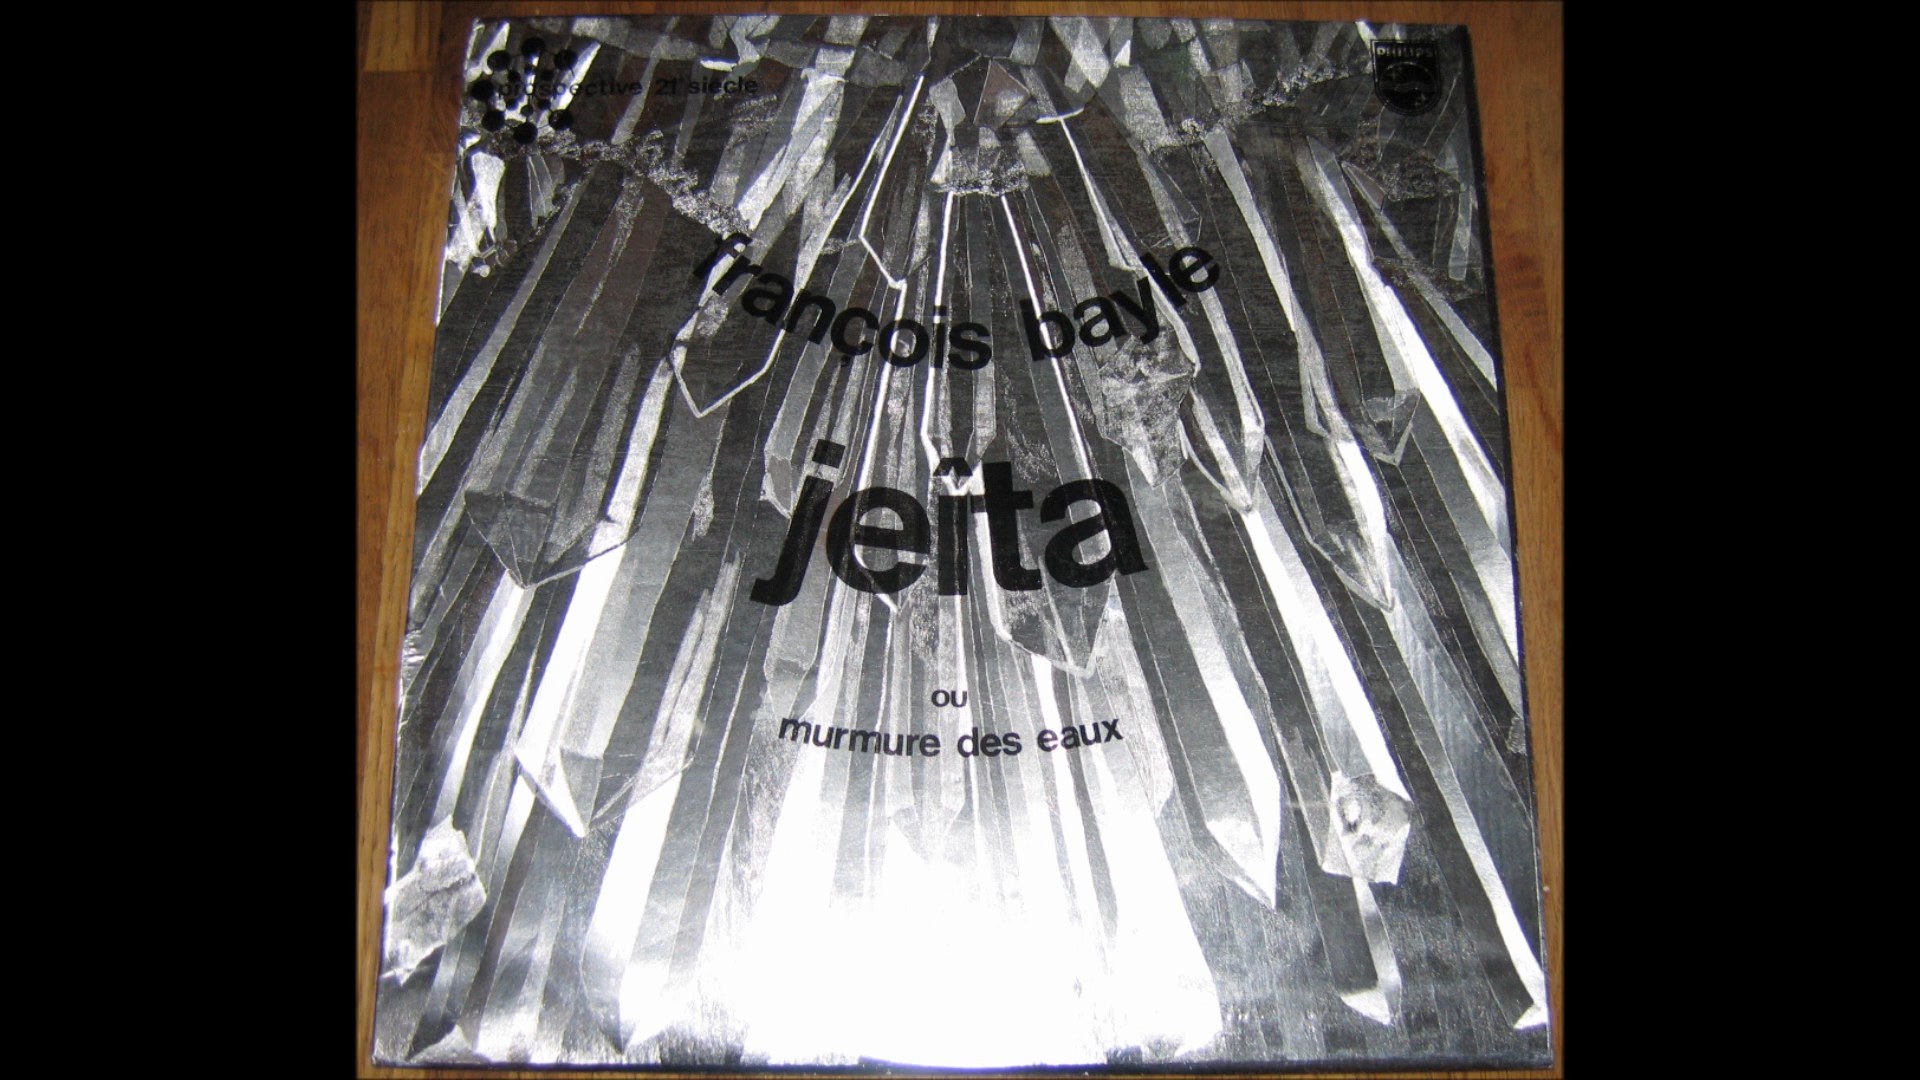 prospective 21e siècle
PHILIPS
françois bayle
jeîta
ou
murmure des eaux